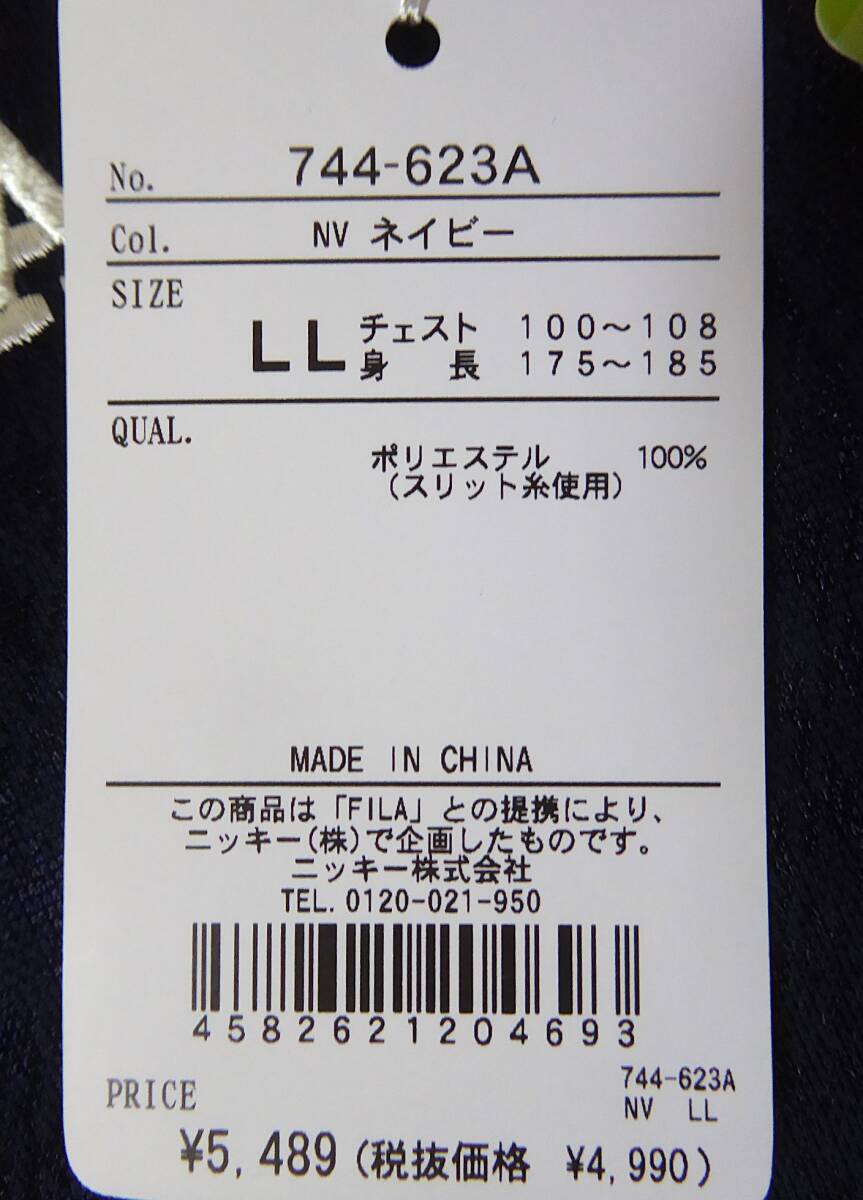 No. 744-623A
Col. NV ネイビー
SIZE
LL チェスト 100～108
身長 175～185
QUAL.
ポリエステル 100%
（スリット糸使用）
MADE IN CHINA
この商品は「FILA」との提携により、
ニッキー(株)で企画したものです。
ニッキー株式会社
TEL. 0120-021-950
4582621204693
744-623A
NV LL
PRICE
¥5,489 (税抜価格 ¥4,990)